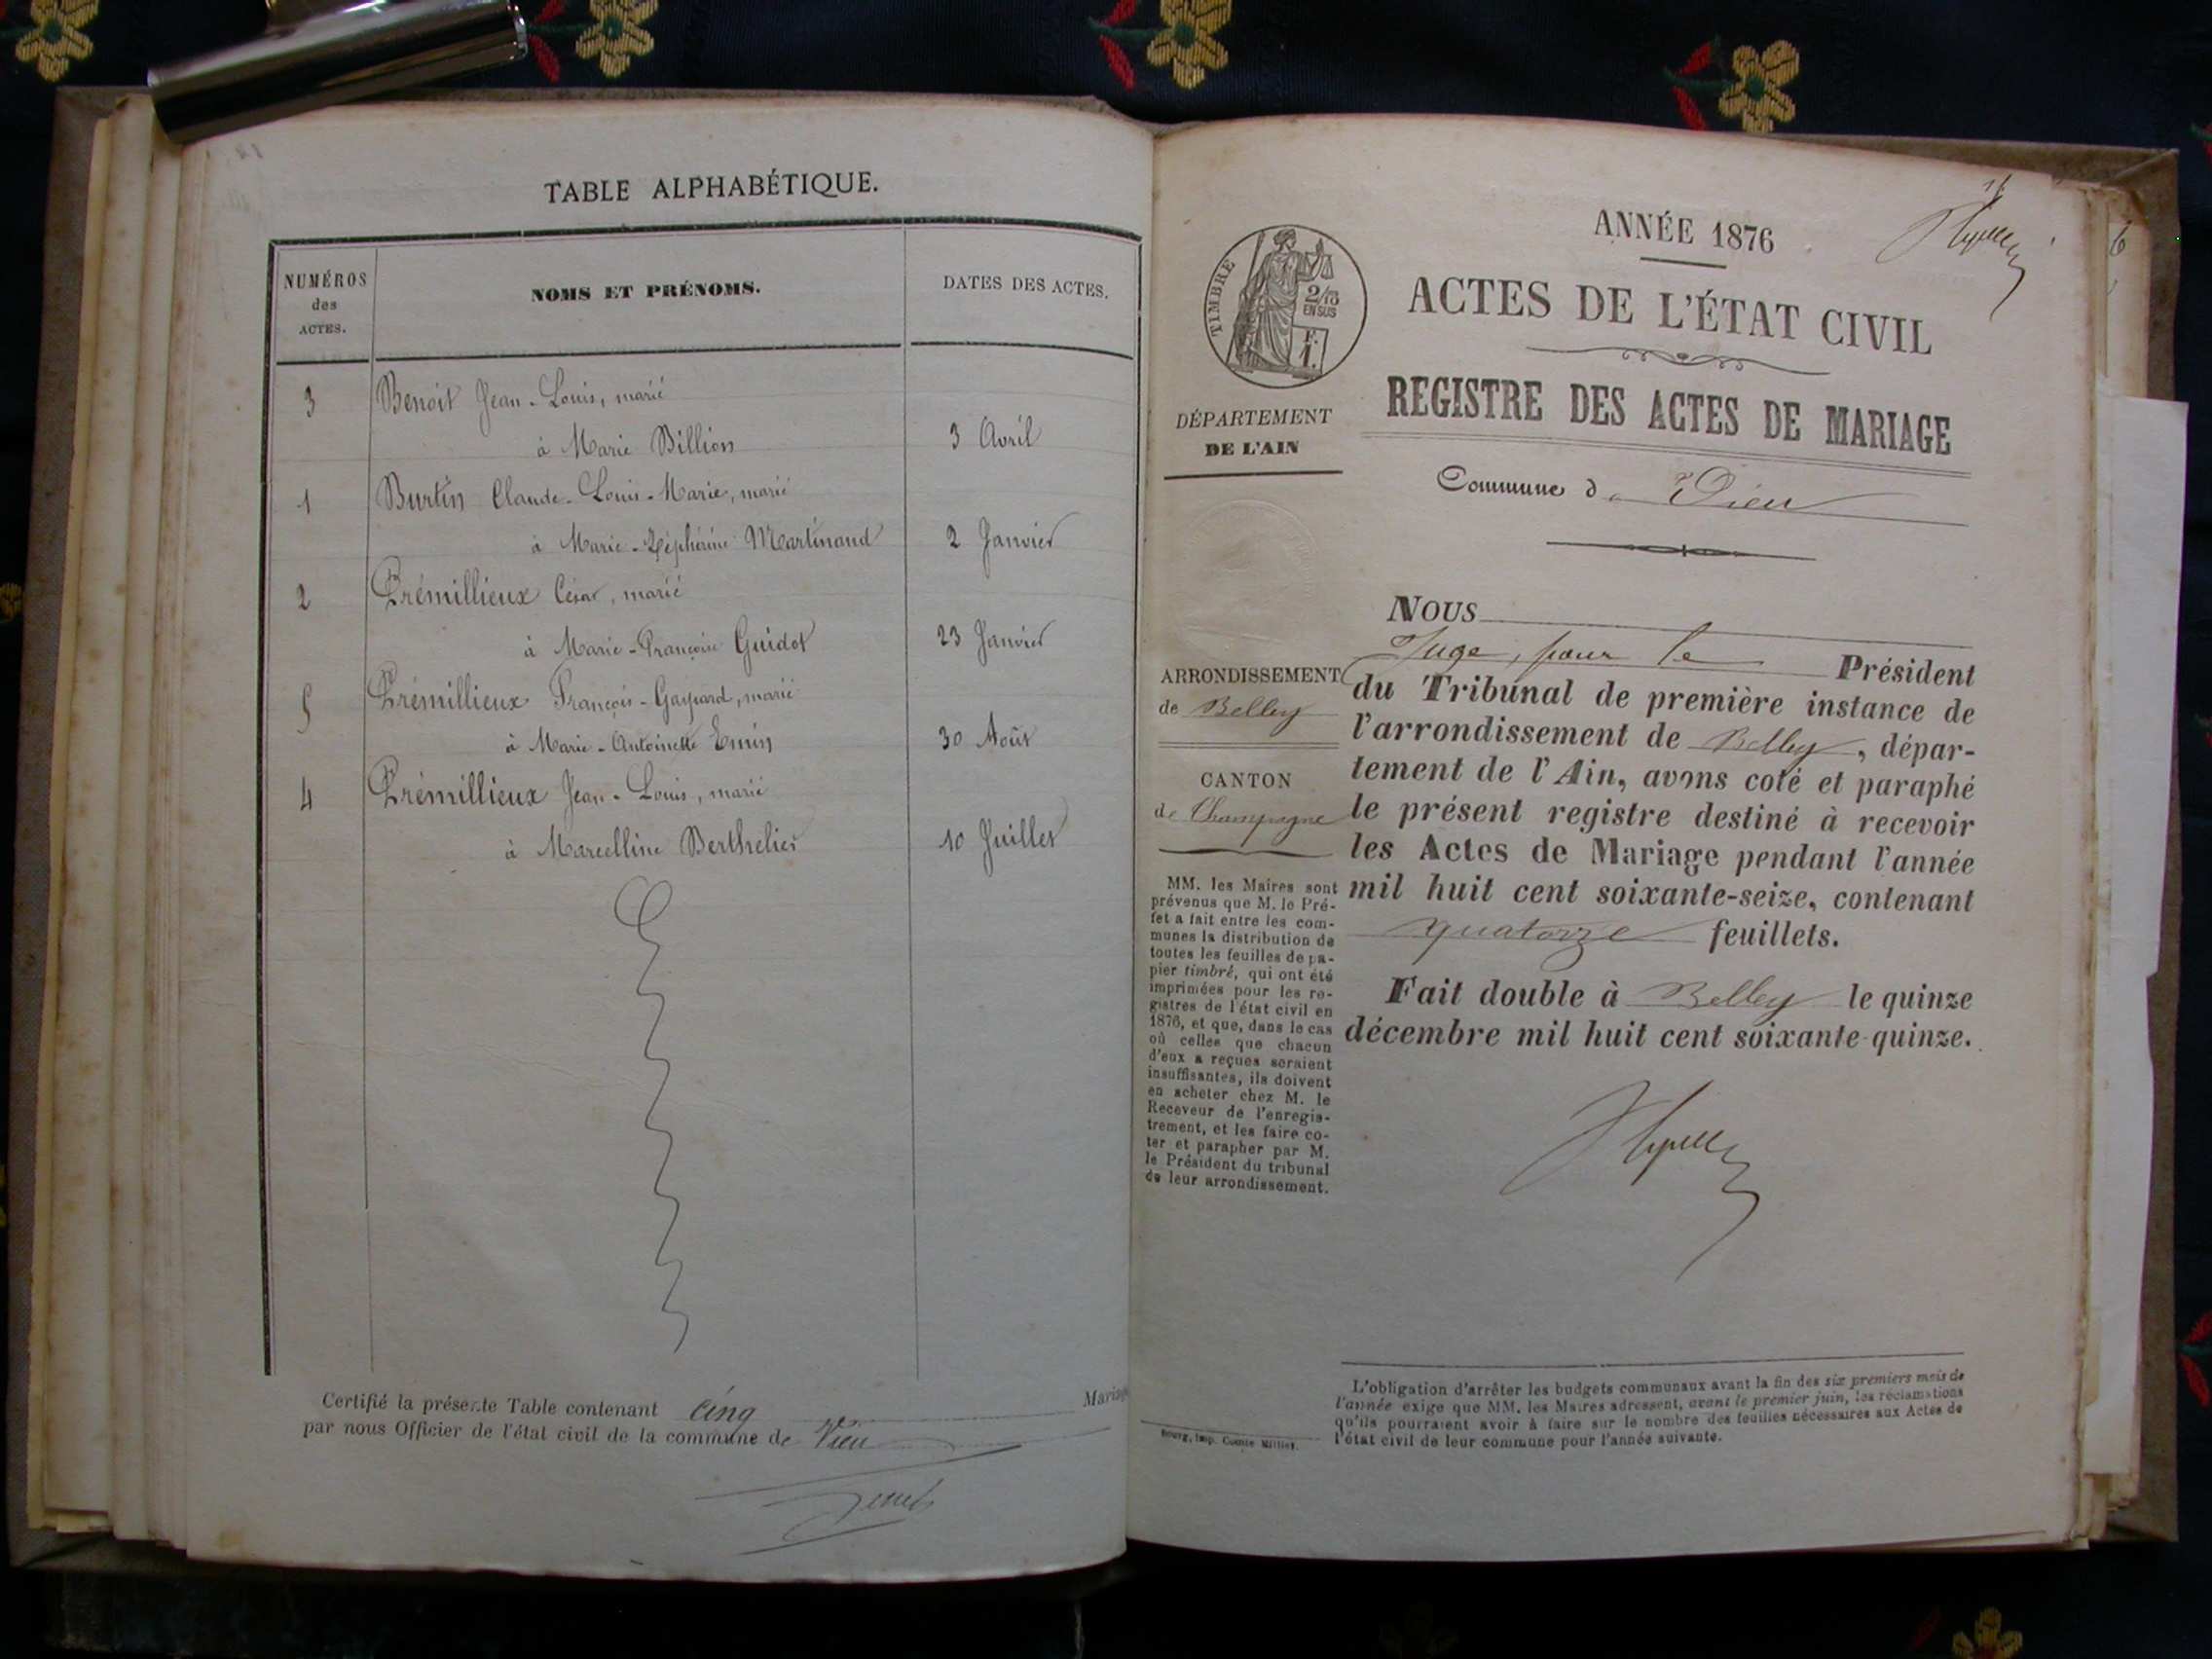 TABLE ALPHABÉTIQUE.
NUMÉROS
des
ACTES.
NOMS ET PRÉNOMS.
DATES DES ACTES.
3 Benoit Jean-Louis, marié
à Marie Billion 3 Avril
1 Burtin Claude-Louis-Marie, marié
à Marie-Zéphérine Martinand 2 Janvier
2 Prémillieux César, marié
à Marie-Françoise Guidot 23 Janvier
5 Prémillieux François-Gaspard, marié
à Marie-Antoinette Emin 30 Août
4 Prémillieux Jean-Louis, marié
à Marcelline Berthelier 10 Juillet
Certifié la présente Table contenant cinq Mariage
par nous Officier de l'état civil de la commune de Vieu
TIMBRE
2/10
EN SUS
F.
1.
DÉPARTEMENT
DE L'AIN
ARRONDISSEMENT
de Belley
CANTON
de Champagne
MM. les Maires sont
prévenus que M. le Pré-
fet a fait entre les com-
munes la distribution de
toutes les feuilles de pa-
pier timbré, qui ont été
imprimées pour les re-
gistres de l'état civil en
1876, et que, dans le cas
où celles que chacun
d'eux a reçues seraient
insuffisantes, ils doivent
en acheter chez M. le
Receveur de l'enregis-
trement, et les faire co-
ter et parapher par M.
le Président du tribunal
de leur arrondissement.
Bourg, imp. Comte Milliet.
ANNÉE 1876
ACTES DE L'ÉTAT CIVIL
REGISTRE DES ACTES DE MARIAGE
Commune d e Vieu
NOUS
Juge, pour le Président
du Tribunal de première instance de
l'arrondissement de Belley, dépar-
tement de l'Ain, avons coté et paraphé
le présent registre destiné à recevoir
les Actes de Mariage pendant l'année
mil huit cent soixante-seize, contenant
quatorze feuillets.
Fait double à Belley le quinze
décembre mil huit cent soixante-quinze.
L'obligation d'arrêter les budgets communaux avant la fin des six premiers mois de
l'année exige que MM. les Maires adressent, avant le premier juin, les réclamations
qu'ils pourraient avoir à faire sur le nombre des feuilles nécessaires aux Actes de
l'état civil de leur commune pour l'année suivante.